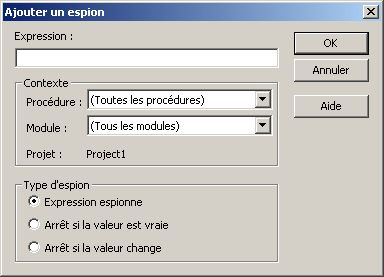 Ajouter un espion
Expression :
OK
Annuler
Aide
Contexte
Procédure : (Toutes les procédures)
Module : (Tous les modules)
Projet : Project1
Type d'espion
Expression espionne
Arrêt si la valeur est vraie
Arrêt si la valeur change